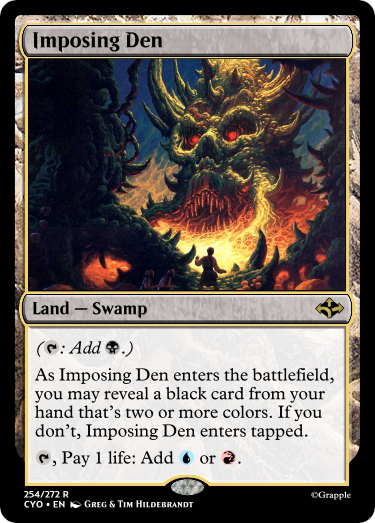 Imposing Den
Land — Swamp
(: Add .)
As Imposing Den enters the battlefield,
you may reveal a black card from your
hand that's two or more colors. If you
don't, Imposing Den enters tapped.
, Pay 1 life: Add or .
254/272 R
CYO • EN Greg & Tim Hildebrandt
©Grapple